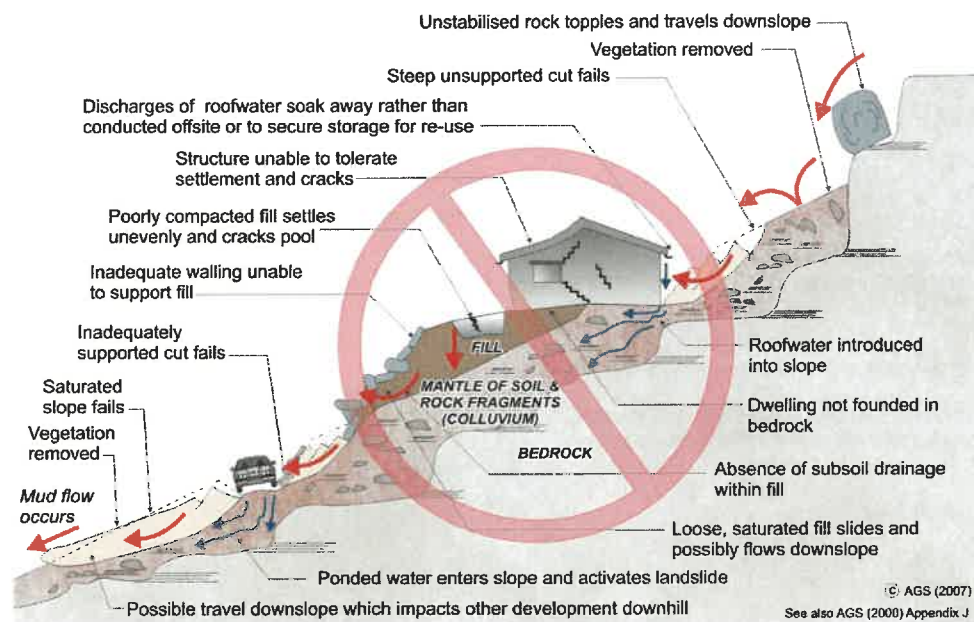 Unstabilised rock topples and travels downslope
Vegetation removed
Steep unsupported cut fails
Discharges of roofwater soak away rather than
conducted offsite or to secure storage for re-use
Structure unable to tolerate
settlement and cracks
Poorly compacted fill settles
unevenly and cracks pool
Inadequate walling unable
to support fill
Inadequately
supported cut fails
Saturated
slope fails
Vegetation
removed
Mud flow
occurs
FILL
MANTLE OF SOIL &
ROCK FRAGMENTS
(COLLUVIUM)
BEDROCK
Roofwater introduced
into slope
Dwelling not founded in
bedrock
Absence of subsoil drainage
within fill
Loose, saturated fill slides and
possibly flows downslope
Ponded water enters slope and activates landslide
Possible travel downslope which impacts other development downhill
© AGS (2007)
See also AGS (2000) Appendix J